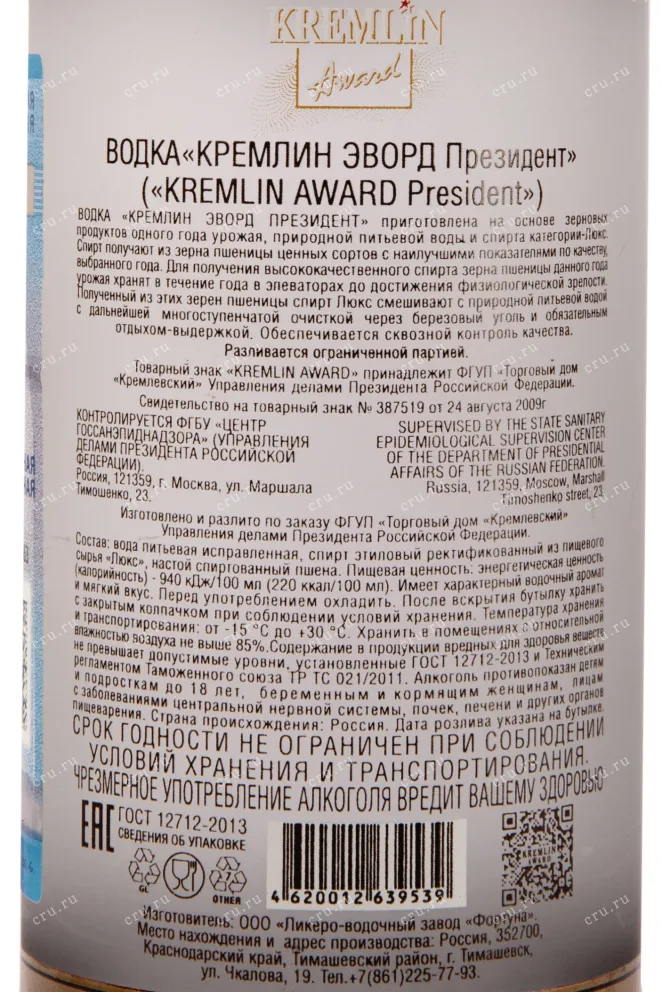 KREMLIN
Award
ВОДКА«КРЕМЛИН ЭВОРД Президент»
(«KREMLIN AWARD President»)
ВОДКА «КРЕМЛИН ЭВОРД ПРЕЗИДЕНТ» приготовлена на основе зерновых
продуктов одного года урожая, природной питьевой воды и спирта категории-Люкс.
Спирт получают из зерна пшеницы ценных сортов с наилучшими показателями по качеству,
выбранного года. Для получения высококачественного спирта зерна пшеницы данного года
урожая хранят в течение года в элеваторах до достижения физиологической зрелости.
Полученный из этих зерен пшеницы спирт Люкс смешивают с природной питьевой водой
с дальнейшей многоступенчатой очисткой через березовый уголь и обязательным
отдыхом-выдержкой. Обеспечивается сквозной контроль качества.
Разливается ограниченной партией.
Товарный знак «KREMLIN AWARD» принадлежит ФГУП «Торговый дом
«Кремлевский» Управления делами Президента Российской Федерации.
Свидетельство на товарный знак № 387519 от 24 августа 2009г
КОНТРОЛИРУЕТСЯ ФГБУ «ЦЕНТР
ГОССАНЭПИДНАДЗОРА» (УПРАВЛЕНИЯ
ДЕЛАМИ ПРЕЗИДЕНТА РОССИЙСКОЙ
ФЕДЕРАЦИИ).
Россия, 121359, г. Москва, ул. Маршала
Тимошенко, 23.
SUPERVISED BY THE STATE SANITARY
EPIDEMIOLOGICAL SUPERVISION CENTER
OF THE DEPARTMENT OF PRESIDENTIAL
AFFAIRS OF THE RUSSIAN FEDERATION.
Russia, 121359, Moscow, Marshall
Timoshenko street, 23
Изготовлено и разлито по заказу ФГУП «Торговый дом «Кремлевский»
Управления делами Президента Российской Федерации.
Состав: вода питьевая исправленная, спирт этиловый ректификованный из пищевого
сырья «Люкс», настой спиртованный пшена. Пищевая ценность: энергетическая ценность
(калорийность) - 940 кДж/100 мл (220 ккал/100 мл). Имеет характерный водочный аромат
и мягкий вкус. Перед употреблением охладить. После вскрытия бутылку хранить
с закрытым колпачком при соблюдении условий хранения. Температура хранения
и транспортирования: от -15 °С до +30 °С. Хранить в помещениях с относительной
влажностью воздуха не выше 85%.Содержание в продукции вредных для здоровья веществ
не превышает допустимые уровни, установленные ГОСТ 12712-2013 и Техническим
регламентом Таможенного союза ТР ТС 021/2011. Алкоголь противопоказан детям
и подросткам до 18 лет, беременным и кормящим женщинам, лицам
с заболеваниями центральной нервной системы, почек, печени и других органов
пищеварения. Страна происхождения: Россия. Дата розлива указана на бутылке.
СРОК ГОДНОСТИ НЕ ОГРАНИЧЕН ПРИ СОБЛЮДЕНИИ
УСЛОВИЙ ХРАНЕНИЯ И ТРАНСПОРТИРОВАНИЯ.
ЧРЕЗМЕРНОЕ УПОТРЕБЛЕНИЕ АЛКОГОЛЯ ВРЕДИТ ВАШЕМУ ЗДОРОВЬЮ
EAC ГОСТ 12712-2013
СВЕДЕНИЯ ОБ УПАКОВКЕ
GL 7 OTHER
4 620012 639539
KREMLIN
AWARD
Изготовитель: ООО «Ликеро-водочный завод «Фортуна».
Место нахождения и адрес производства: Россия, 352700,
Краснодарский край, Тимашевский район, г. Тимашевск,
ул. Чкалова, 19. Тел.+7(861)225-77-93.
cru.ru